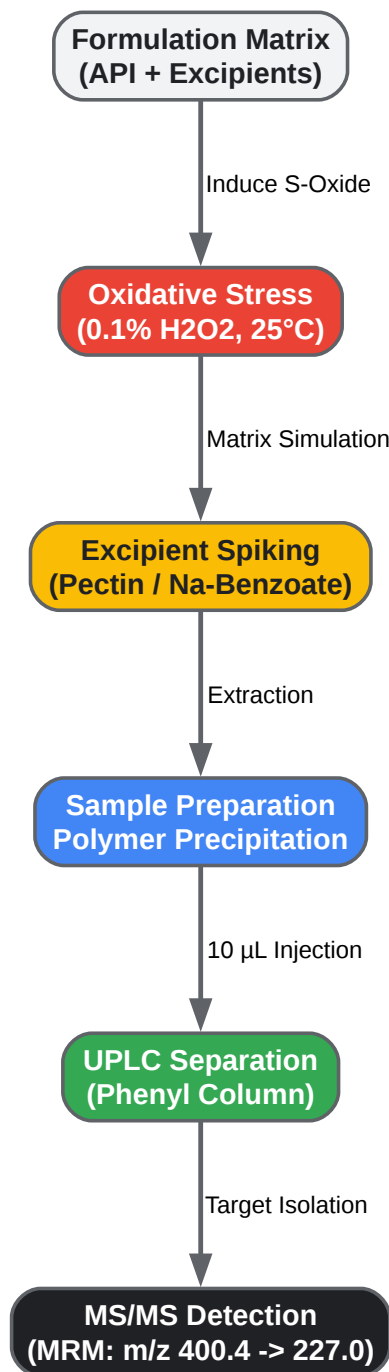 Formulation Matrix
(API + Excipients)
Induce S-Oxide
Oxidative Stress
(0.1% H2O2, 25°C)
Matrix Simulation
Excipient Spiking
(Pectin / Na-Benzoate)
Extraction
Sample Preparation
Polymer Precipitation
10 µL Injection
UPLC Separation
(Phenyl Column)
Target Isolation
MS/MS Detection
(MRM: m/z 400.4 -> 227.0)